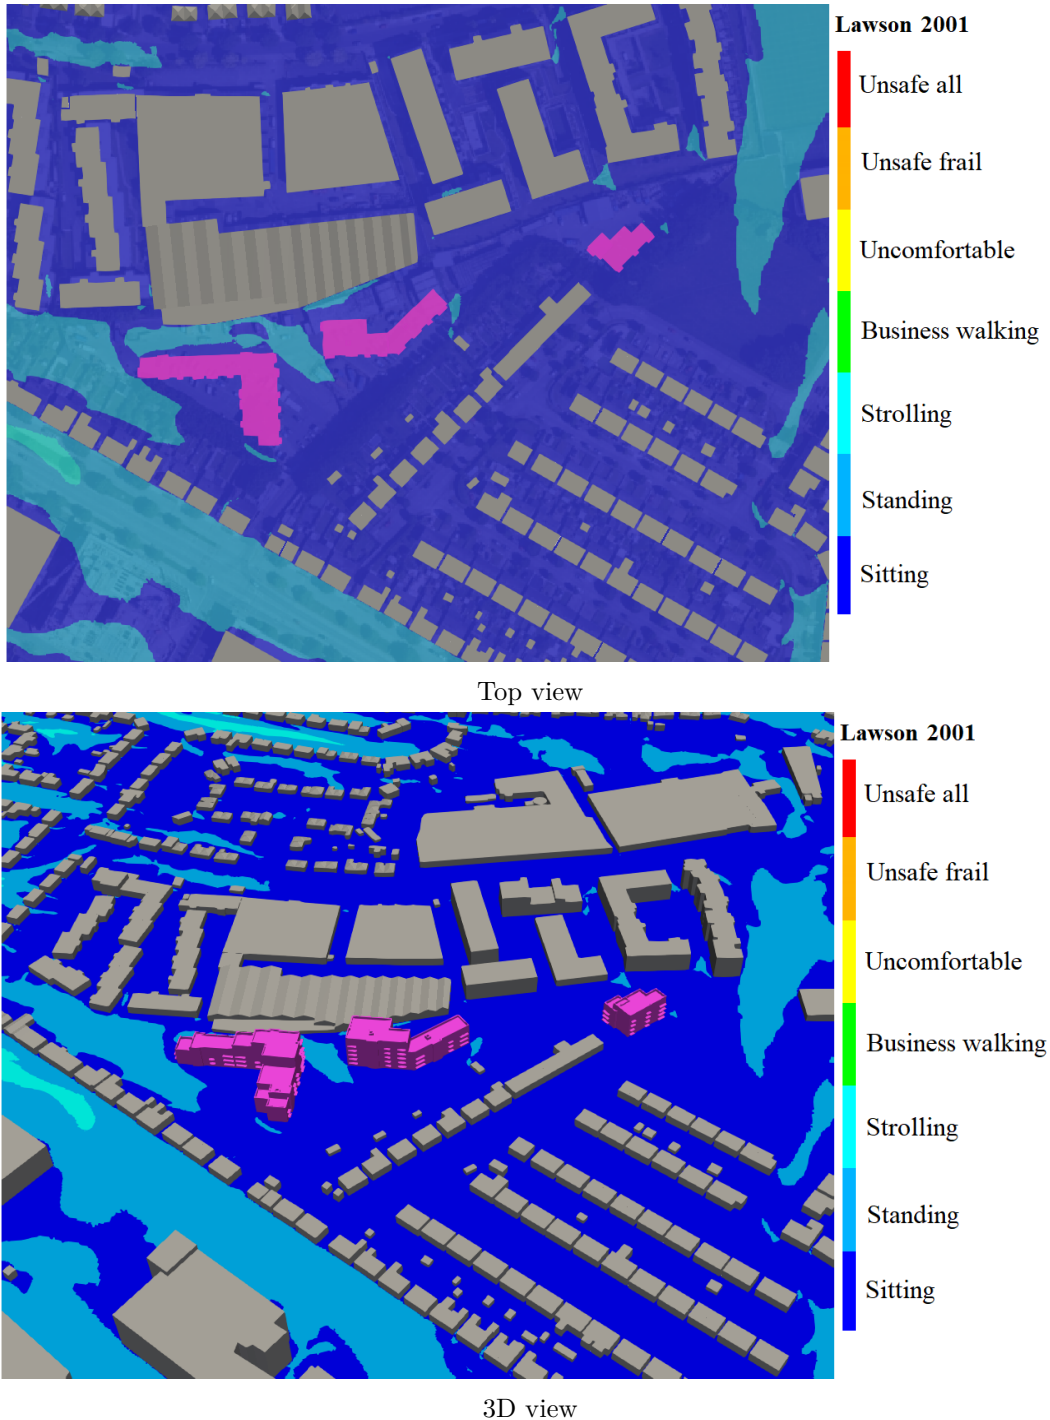 Lawson 2001
Unsafe all
Unsafe frail
Uncomfortable
Business walking
Strolling
Standing
Sitting
Top view
Lawson 2001
Unsafe all
Unsafe frail
Uncomfortable
Business walking
Strolling
Standing
Sitting
3D view